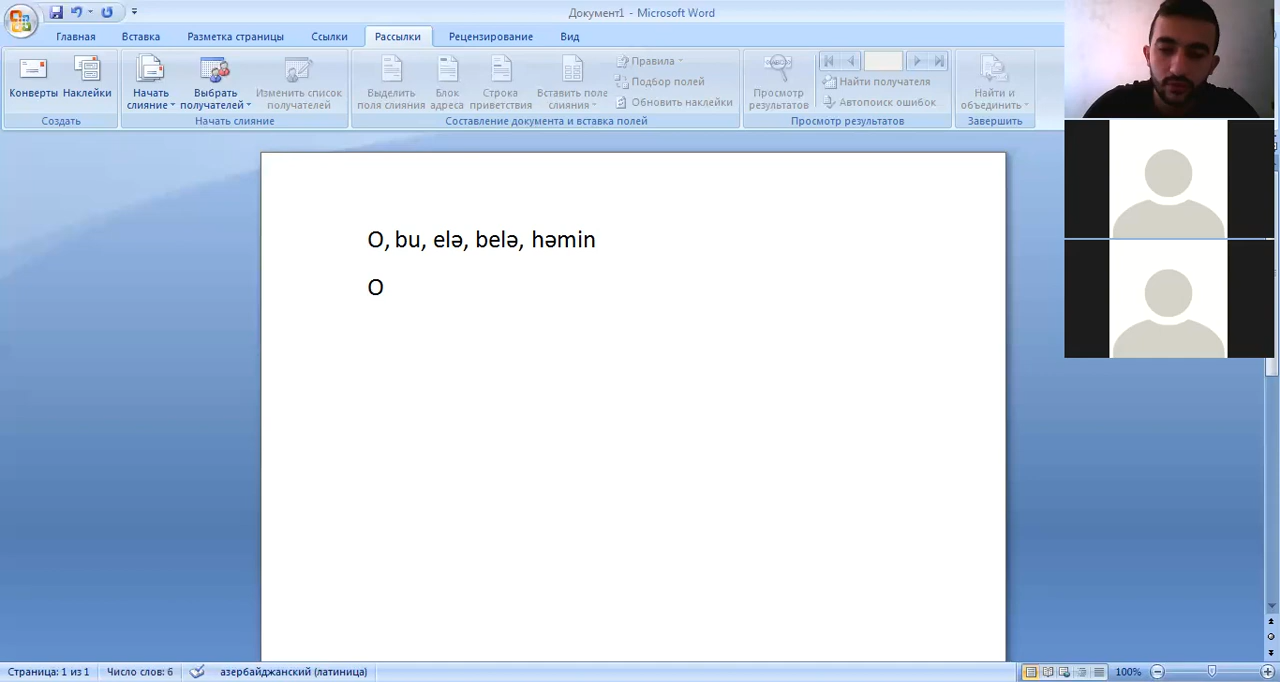 Документ1 - Microsoft Word
Главная Вставка Разметка страницы Ссылки Рассылки Рецензирование Вид
Конверты Наклейки
Создать
Начать слияние Выбрать получателей Изменить список получателей
Начать слияние
Выделить поля слияния Блок адреса Строка приветствия Вставить поле слияния
Правила
Подбор полей
Обновить наклейки
Составление документа и вставка полей
Просмотр результатов
ABC
Найти получателя
Автопоиск ошибок
Просмотр результатов
Найти и объединить
Завершить
O, bu, elə, belə, həmin
O
Страница: 1 из 1 Число слов: 6 азербайджанский (латиница) 100%